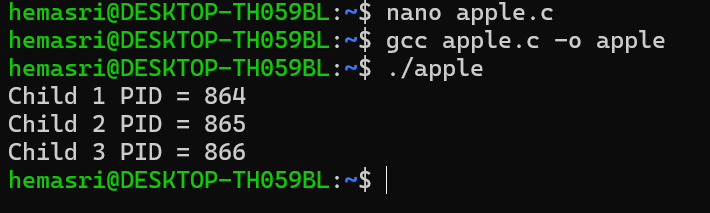 hemasri@DESKTOP-TH059BL:~$ nano apple.c
hemasri@DESKTOP-TH059BL:~$ gcc apple.c -o apple
hemasri@DESKTOP-TH059BL:~$ ./apple
Child 1 PID = 864
Child 2 PID = 865
Child 3 PID = 866
hemasri@DESKTOP-TH059BL:~$